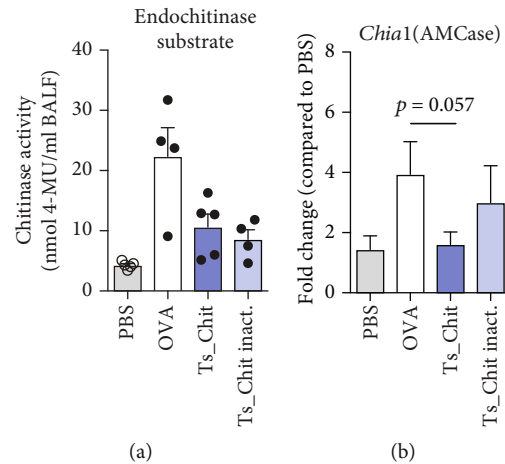 Endochitinase
substrate
Chitinase activity
(nmol 4-MU/ml BALF)
40
30
20
10
0
PBS
OVA
Ts_Chit
Ts_Chit inact.
(a)
Chia1(AMCase)
Fold change (compared to PBS)
8
6
4
2
0
p = 0.057
PBS
OVA
Ts_Chit
Ts_Chit inact.
(b)